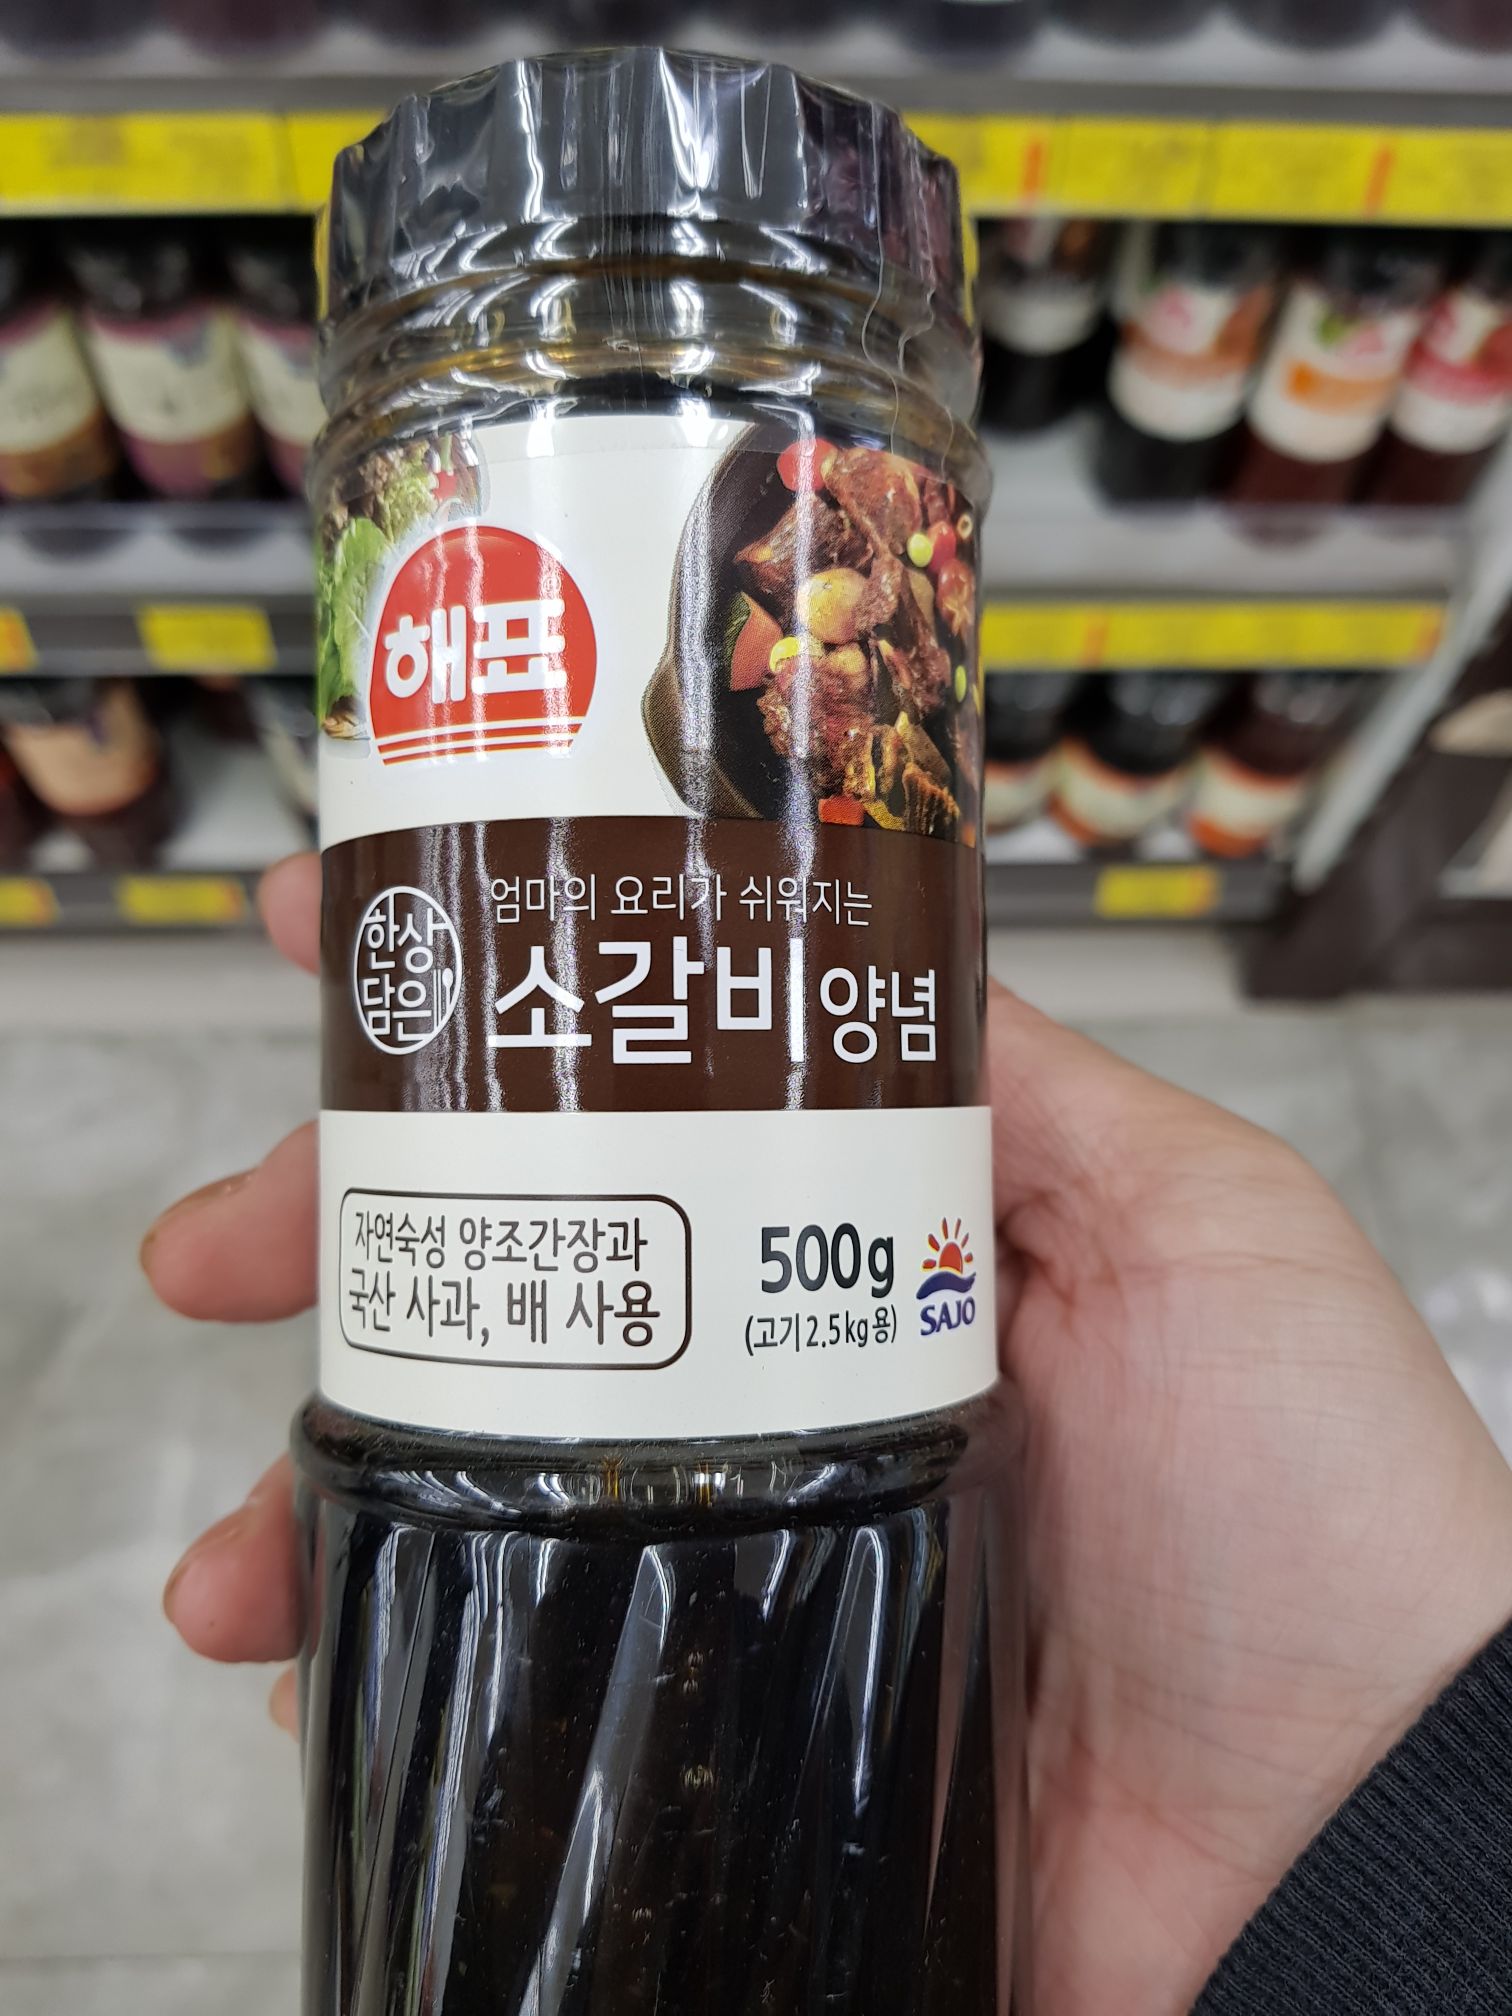 해표
한상
담은
엄마의 요리가 쉬워지는
소갈비 양념
자연숙성 양조간장과
국산 사과, 배 사용
500g
(고기 2.5kg용)
SAJO